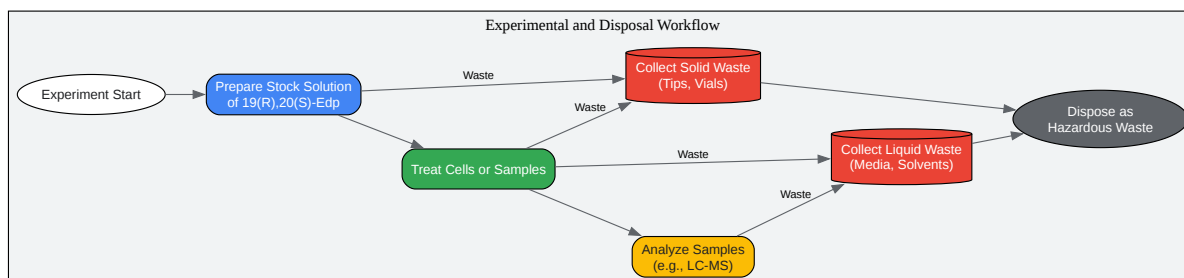 Experimental and Disposal Workflow
Experiment Start
Prepare Stock Solution
of 19(R),20(S)-Edp
Waste
Collect Solid Waste
(Tips, Vials)
Waste
Dispose as
Hazardous Waste
Treat Cells or Samples
Waste
Collect Liquid Waste
(Media, Solvents)
Waste
Analyze Samples
(e.g., LC-MS)